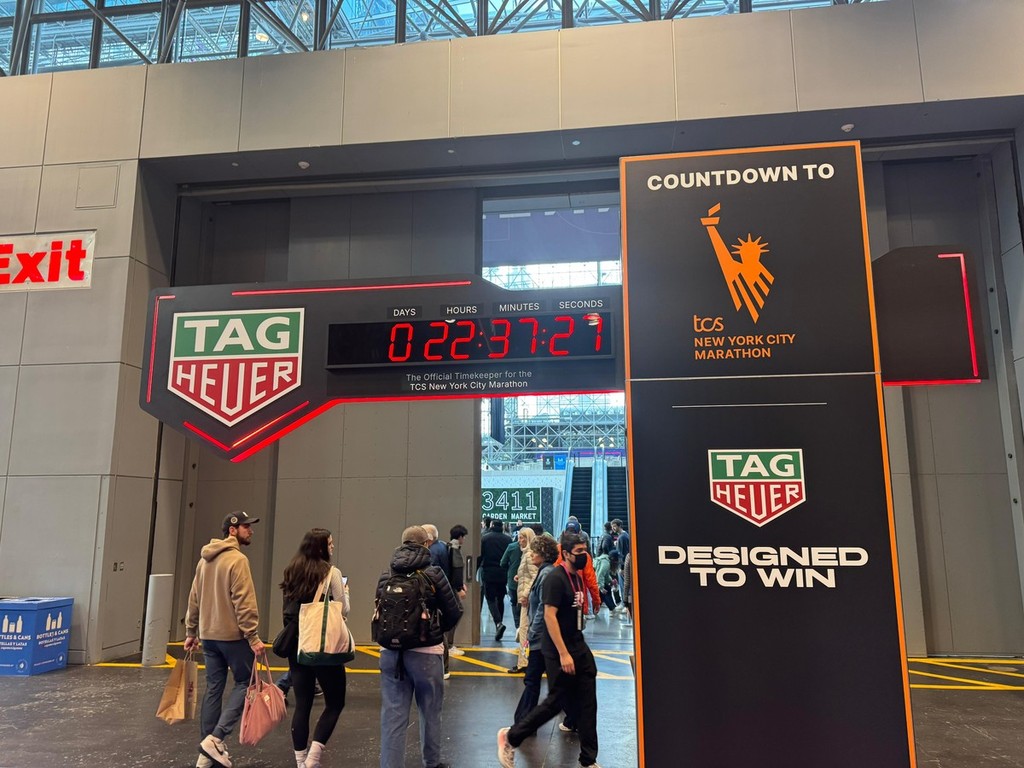 COUNTDOWN TO
Exit
DAYS HOURS MINUTES SECONDS
0 22:37:27
TAG
HEUER
The Official Timekeeper for the
TCS New York City Marathon
tcs
NEW YORK CITY
MARATHON
TAG
HEUER
3411
GARDEN MARKET
DESIGNED
TO WIN
BOTTLES & CANS
BOTTLES & CANS